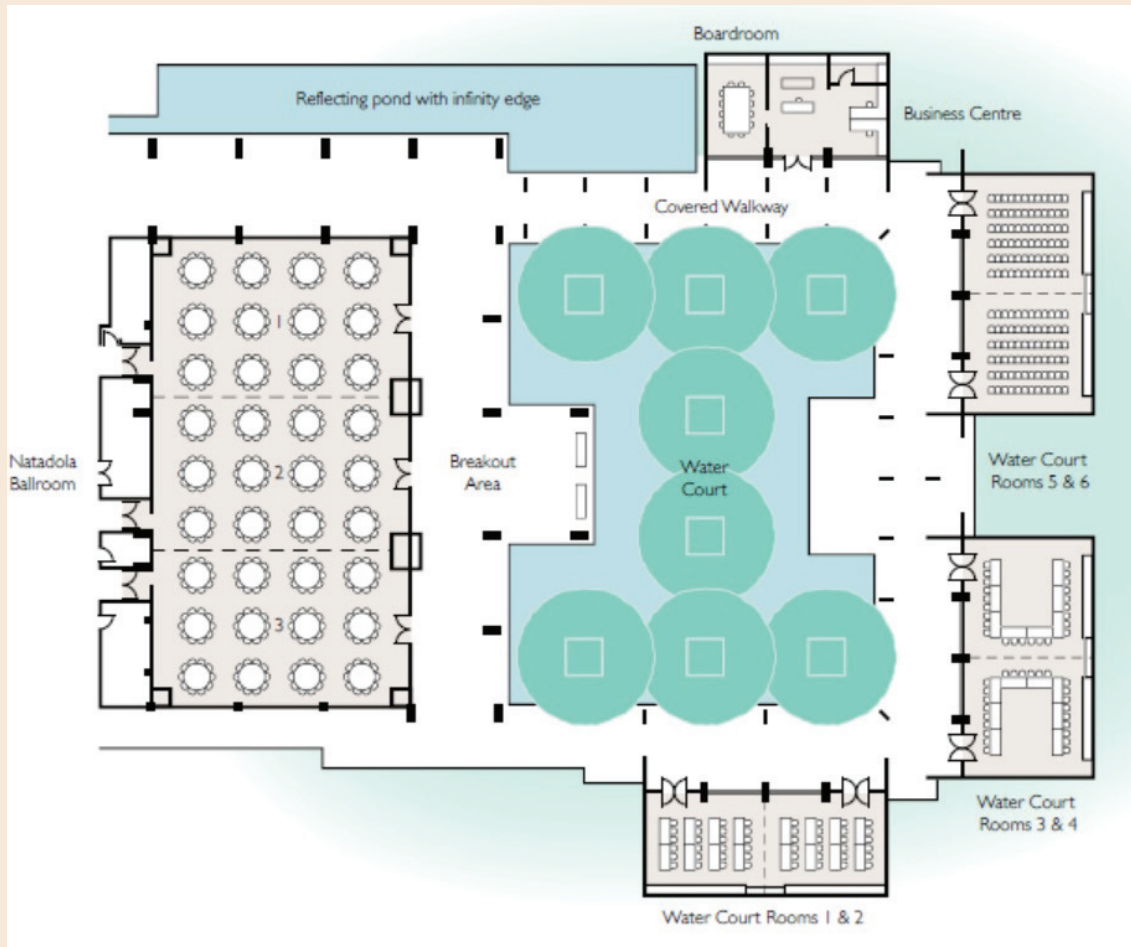 Boardroom
Reflecting pond with infinity edge
Business Centre
Covered Walkway
1
Natadola
Ballroom
2
Breakout
Area
Water
Court
Water Court
Rooms 5 & 6
3
Water Court
Rooms 3 & 4
Water Court Rooms 1 & 2